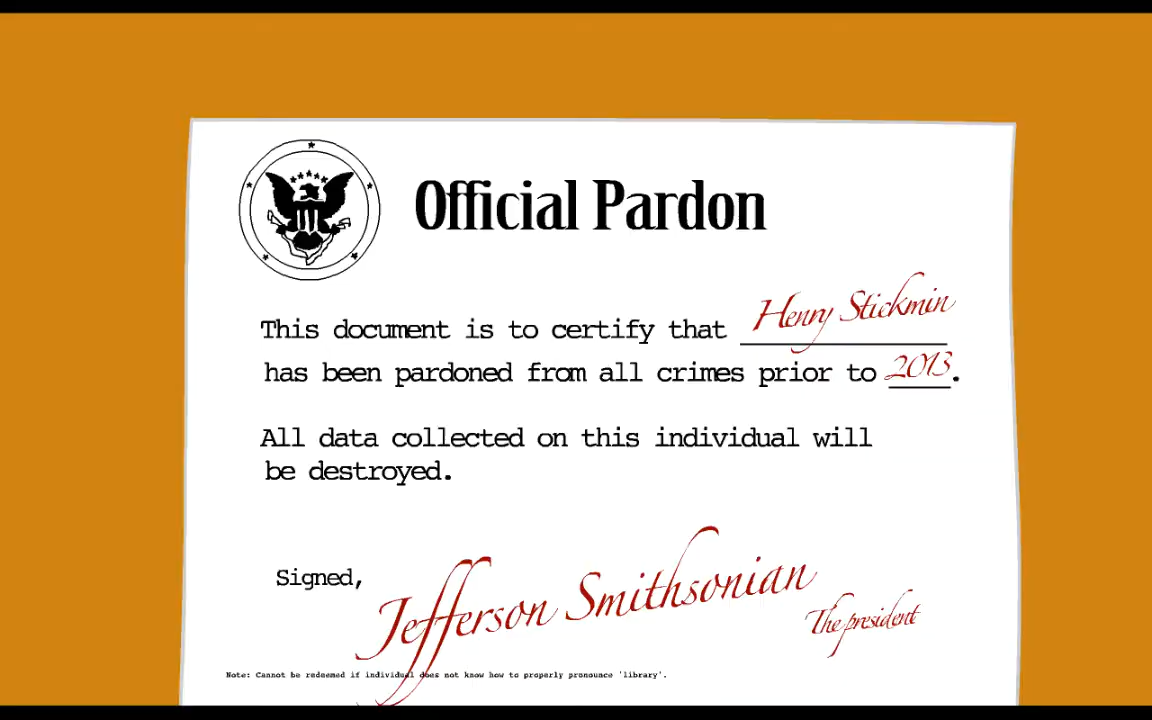 Official Pardon
This document is to certify that Henry Stickmin
has been pardoned from all crimes prior to 2013.
All data collected on this individual will
be destroyed.
Signed, Jefferson Smithsonian
The president
Note: Cannot be redeemed if individual does not know how to properly pronounce 'library'.